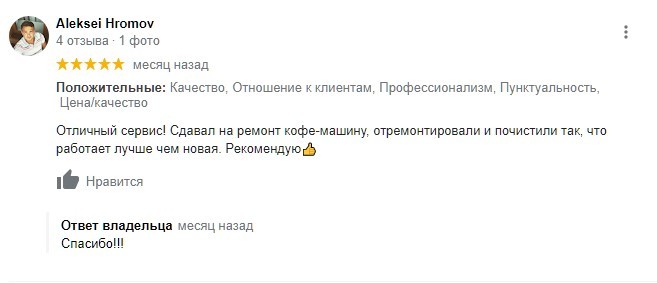 Aleksei Hromov
4 отзыва · 1 фото
месяц назад
Положительные: Качество, Отношение к клиентам, Профессионализм, Пунктуальность,
Цена/качество
Отличный сервис! Сдавал на ремонт кофе-машину, отремонтировали и почистили так, что
работает лучше чем новая. Рекомендую👍
Нравится
Ответ владельца месяц назад
Спасибо!!!